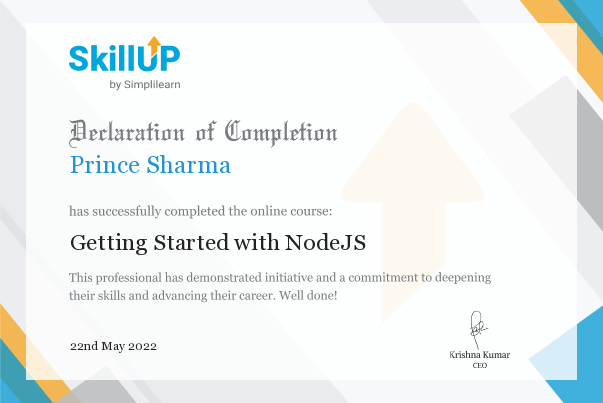 SkillUP
by Simplilearn
Declaration of Completion
Prince Sharma
has successfully completed the online course:
Getting Started with NodeJS
This professional has demonstrated initiative and a commitment to deepening
their skills and advancing their career. Well done!
22nd May 2022
Krishna Kumar
CEO